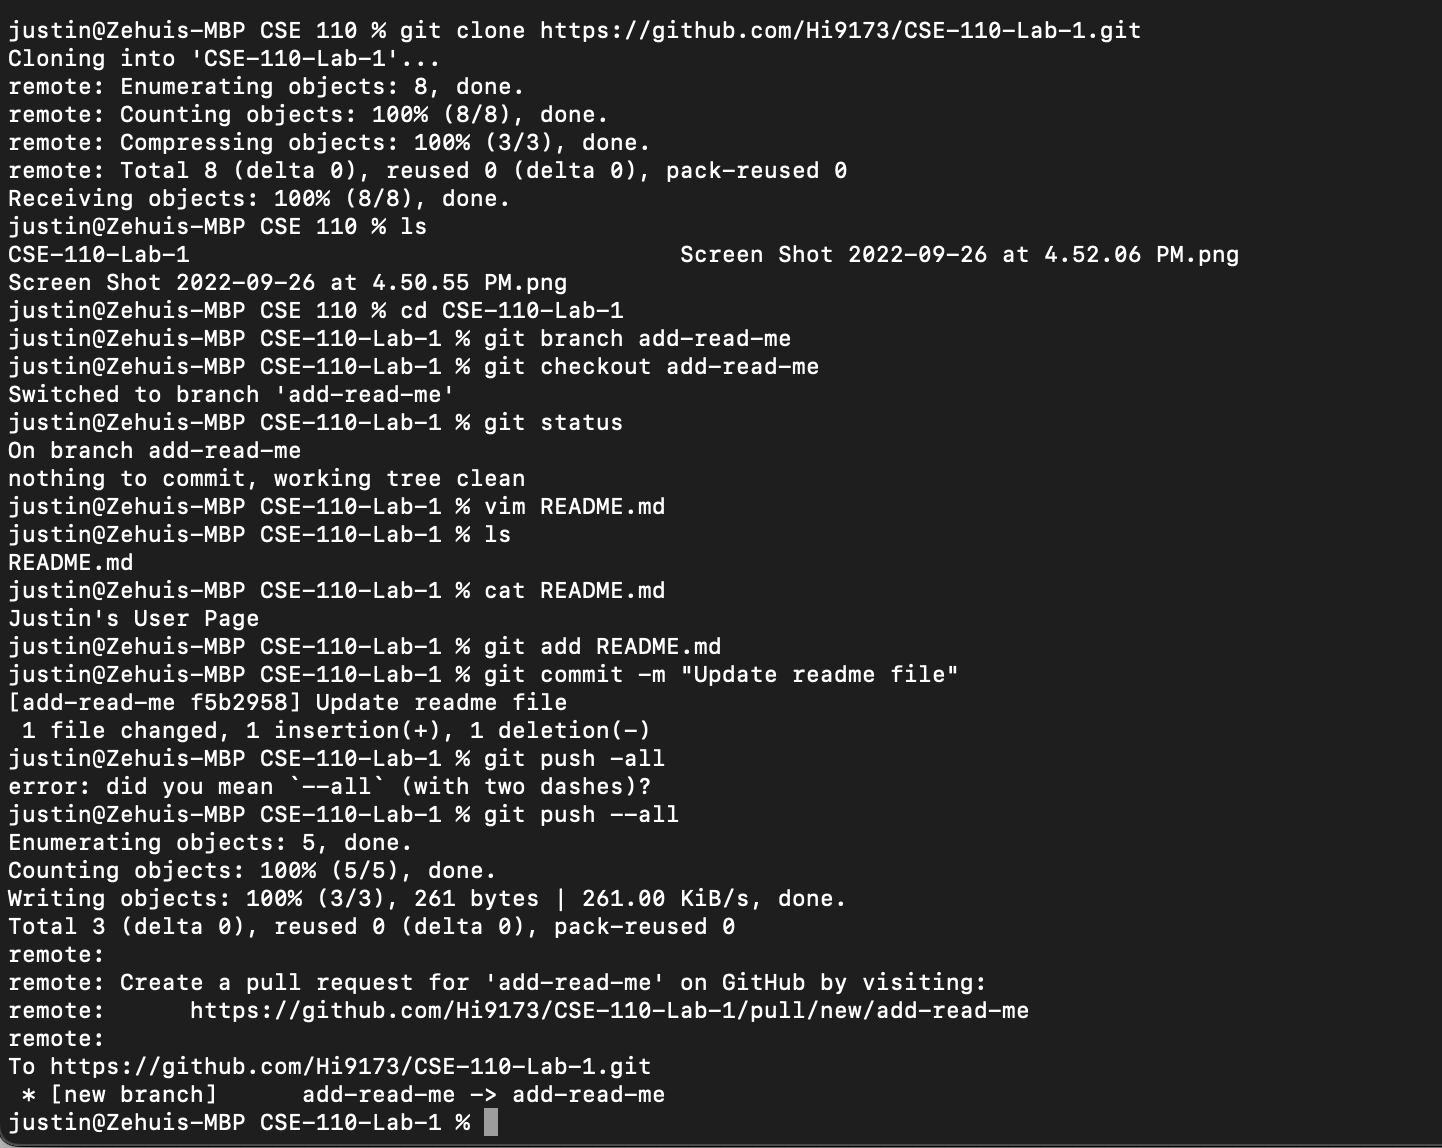 justin@Zehuis-MBP CSE 110 % git clone https://github.com/Hi9173/CSE-110-Lab-1.git
Cloning into 'CSE-110-Lab-1'...
remote: Enumerating objects: 8, done.
remote: Counting objects: 100% (8/8), done.
remote: Compressing objects: 100% (3/3), done.
remote: Total 8 (delta 0), reused 0 (delta 0), pack-reused 0
Receiving objects: 100% (8/8), done.
justin@Zehuis-MBP CSE 110 % ls
CSE-110-Lab-1                                   Screen Shot 2022-09-26 at 4.52.06 PM.png
Screen Shot 2022-09-26 at 4.50.55 PM.png
justin@Zehuis-MBP CSE 110 % cd CSE-110-Lab-1
justin@Zehuis-MBP CSE-110-Lab-1 % git branch add-read-me
justin@Zehuis-MBP CSE-110-Lab-1 % git checkout add-read-me
Switched to branch 'add-read-me'
justin@Zehuis-MBP CSE-110-Lab-1 % git status
On branch add-read-me
nothing to commit, working tree clean
justin@Zehuis-MBP CSE-110-Lab-1 % vim README.md
justin@Zehuis-MBP CSE-110-Lab-1 % ls
README.md
justin@Zehuis-MBP CSE-110-Lab-1 % cat README.md
Justin's User Page
justin@Zehuis-MBP CSE-110-Lab-1 % git add README.md
justin@Zehuis-MBP CSE-110-Lab-1 % git commit -m "Update readme file"
[add-read-me f5b2958] Update readme file
 1 file changed, 1 insertion(+), 1 deletion(-)
justin@Zehuis-MBP CSE-110-Lab-1 % git push -all
error: did you mean `--all` (with two dashes)?
justin@Zehuis-MBP CSE-110-Lab-1 % git push --all
Enumerating objects: 5, done.
Counting objects: 100% (5/5), done.
Writing objects: 100% (3/3), 261 bytes | 261.00 KiB/s, done.
Total 3 (delta 0), reused 0 (delta 0), pack-reused 0
remote:
remote: Create a pull request for 'add-read-me' on GitHub by visiting:
remote:      https://github.com/Hi9173/CSE-110-Lab-1/pull/new/add-read-me
remote:
To https://github.com/Hi9173/CSE-110-Lab-1.git
 * [new branch]      add-read-me -> add-read-me
justin@Zehuis-MBP CSE-110-Lab-1 %